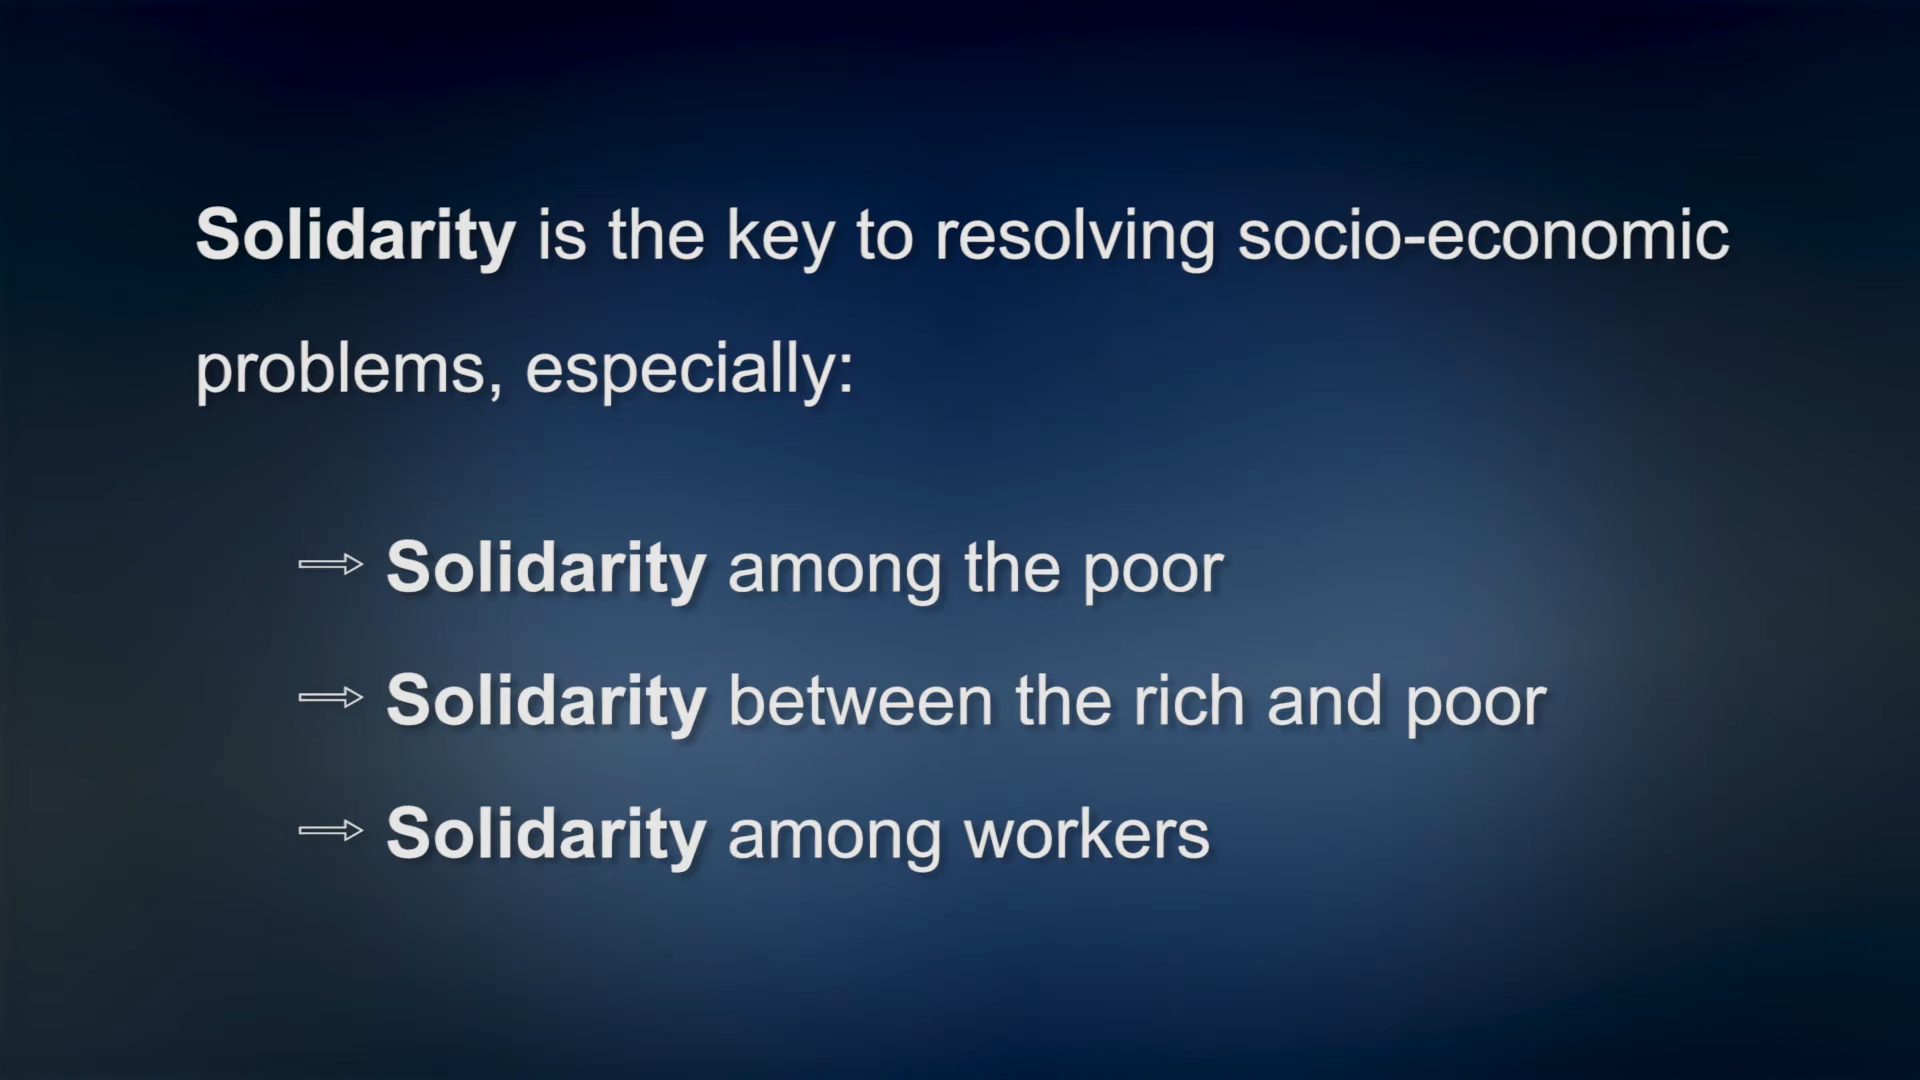 Solidarity is the key to resolving socio-economic
problems, especially:
⇒ Solidarity among the poor
⇒ Solidarity between the rich and poor
⇒ Solidarity among workers